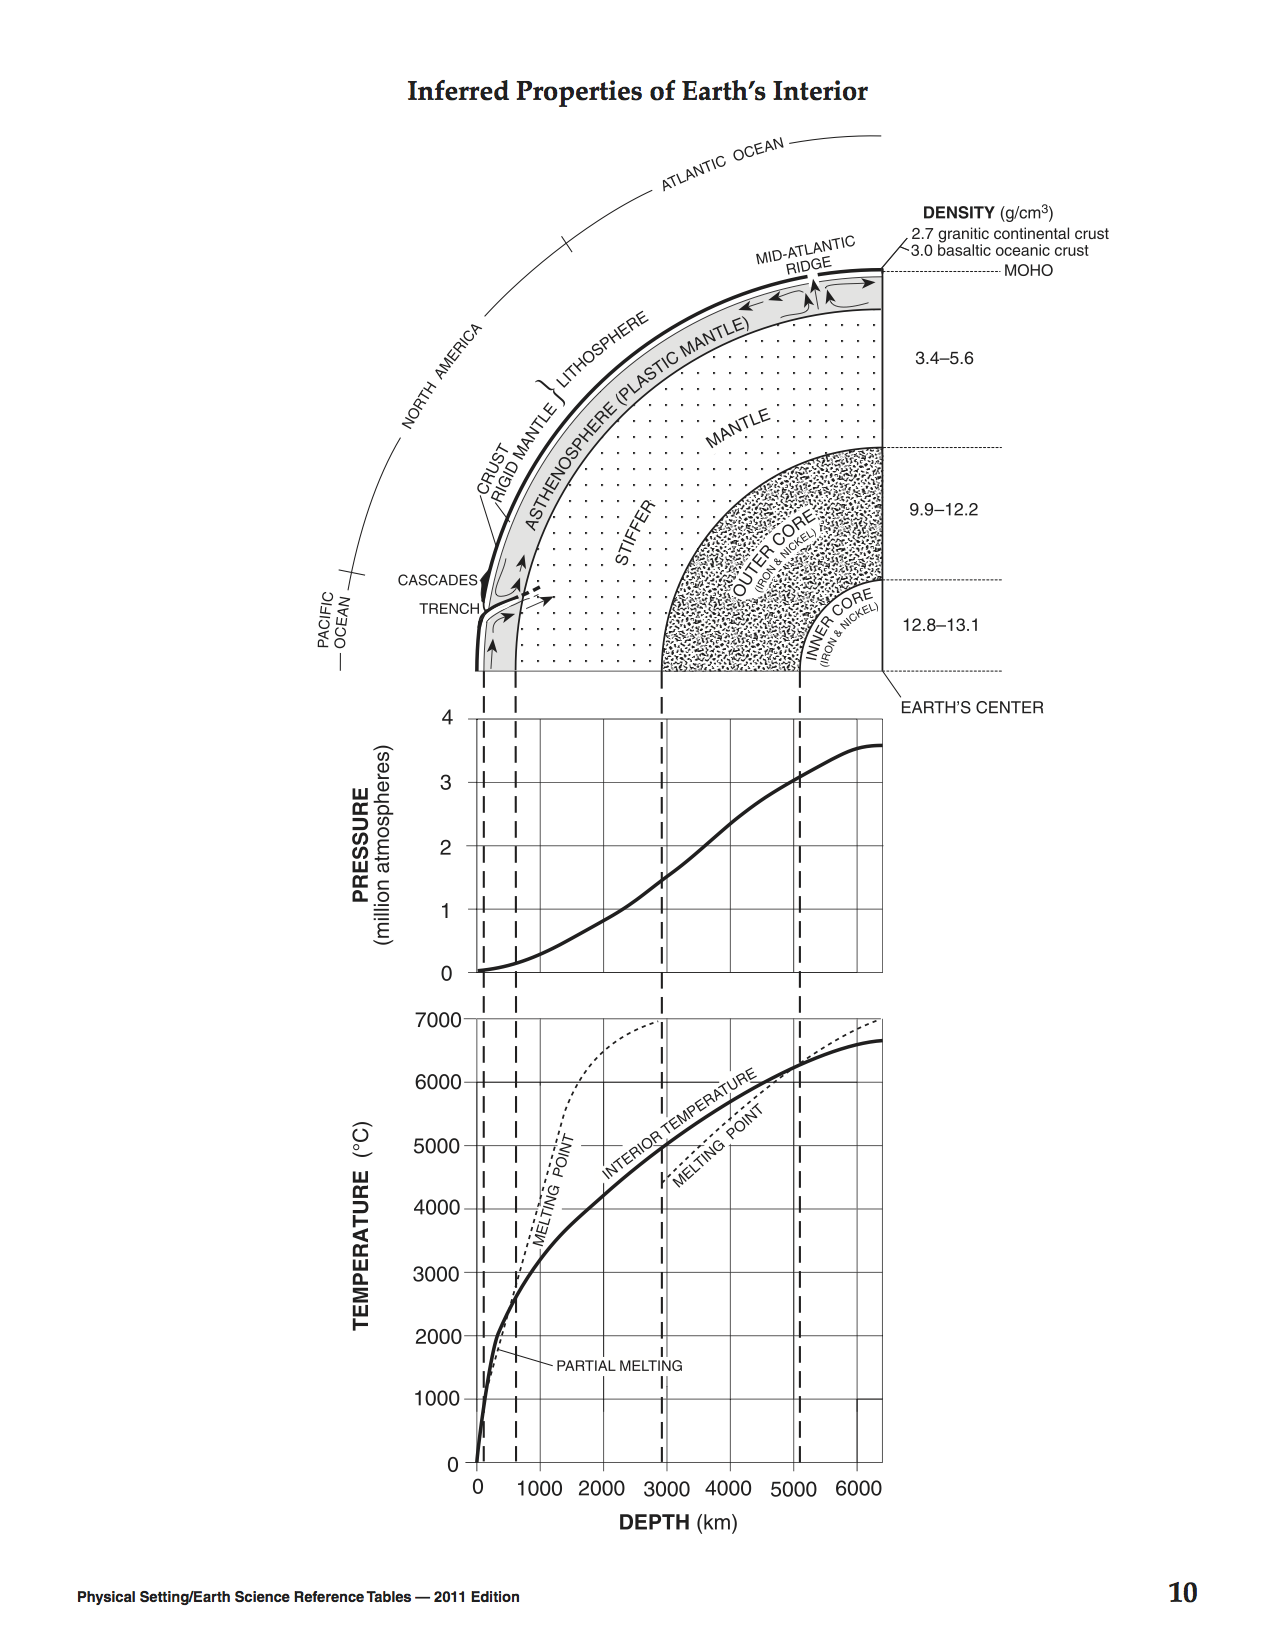 Inferred Properties of Earth's Interior
ATLANTIC OCEAN
NORTH AMERICA
PACIFIC
OCEAN
DENSITY (g/cm³)
2.7 granitic continental crust
3.0 basaltic oceanic crust
MOHO
MID-ATLANTIC
RIDGE
LITHOSPHERE
CRUST
RIGID MANTLE
ASTHENOSPHERE (PLASTIC MANTLE)
3.4–5.6
MANTLE
STIFFER
9.9–12.2
OUTER CORE
(IRON & NICKEL)
CASCADES
TRENCH
INNER CORE
(IRON & NICKEL)
12.8–13.1
EARTH'S CENTER
PRESSURE
(million atmospheres)
4
3
2
1
0
TEMPERATURE (°C)
7000
6000
5000
4000
3000
2000
1000
0
MELTING POINT
INTERIOR TEMPERATURE
MELTING POINT
PARTIAL MELTING
0 1000 2000 3000 4000 5000 6000
DEPTH (km)
Physical Setting/Earth Science Reference Tables — 2011 Edition
10